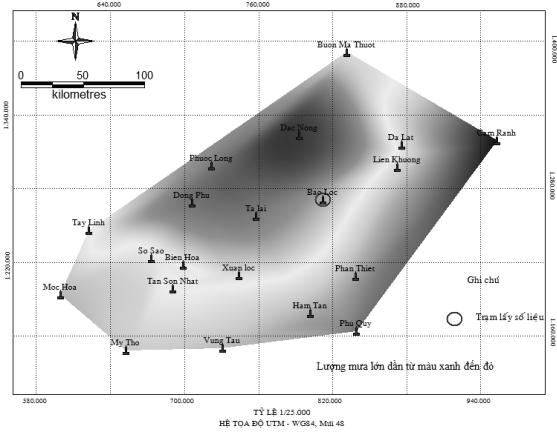 640.000 760.000 880.000
N
0 50 100
kilometres
Buon Ma Thuot
1.400.000
1.340.000
Dac Nong
Da Lat
Cam Ranh
Phuoc Long
Lien Khuong
Dong Phu
Bao Loc
1.280.000
Ta lai
Tay Linh
So Sao
Bien Hoa
1.220.000
Xuan loc
Phan Thiet
Tan Son Nhat
Moc Hoa
Ghi chú
Ham Tan
Trạm lấy số liệu
Phu Quy
1.160.000
My Tho
Vung Tau
Lượng mưa lớn dần từ màu xanh đến đỏ
580.000 700.000 820.000 940.000
TỶ LỆ 1/25.000
HỆ TỌA ĐỘ UTM - WG84, Múi 48